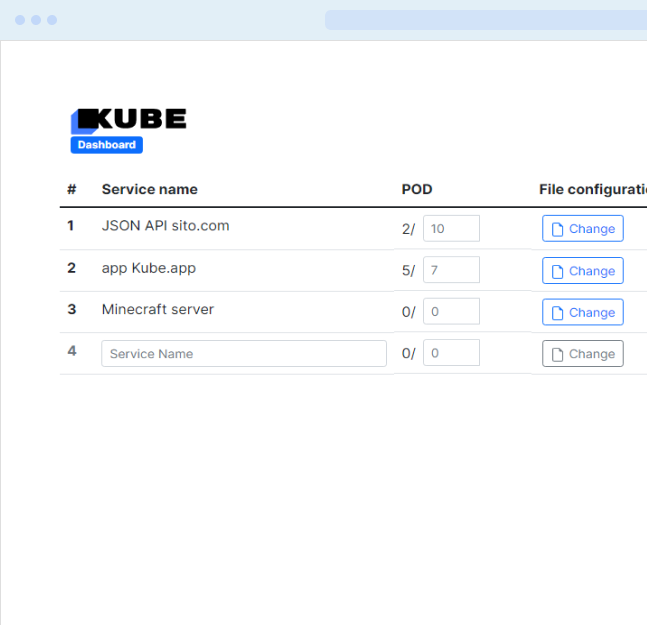 KUBE
Dashboard
# Service name POD File configurati
1 JSON API sito.com 2/ 10 Change
2 app Kube.app 5/ 7 Change
3 Minecraft server 0/ 0 Change
4 Service Name 0/ 0 Change